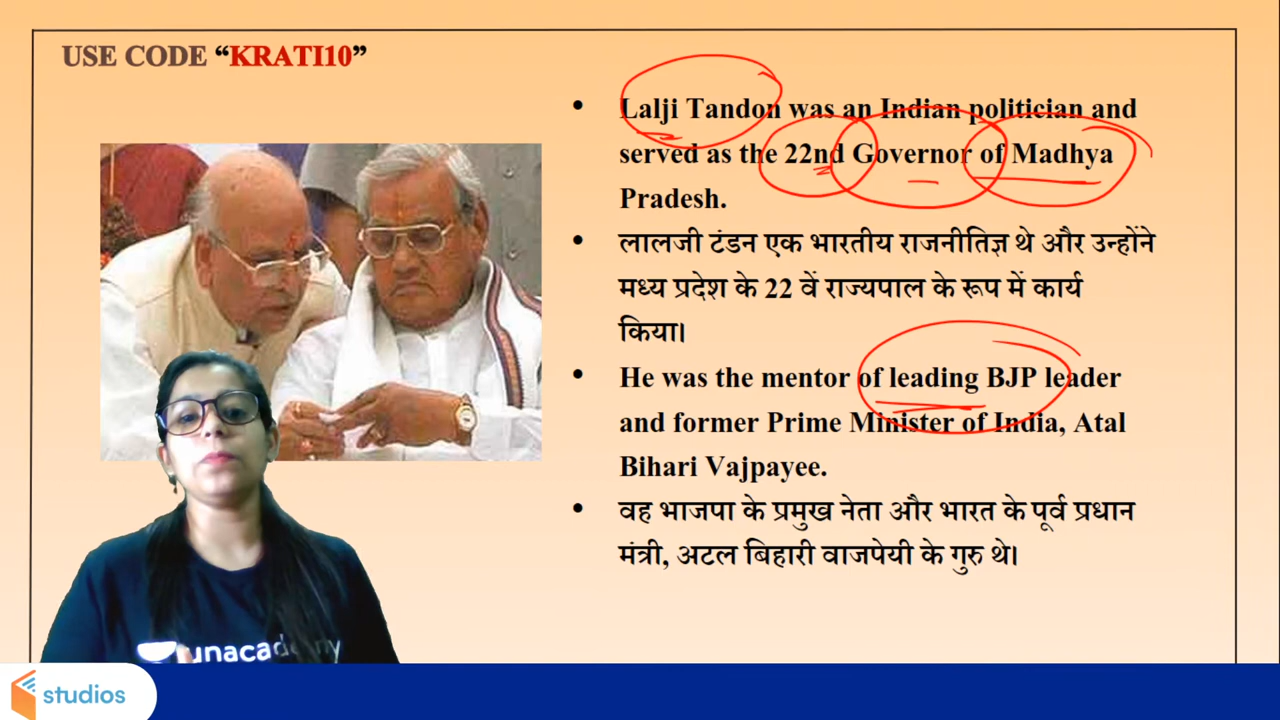 USE CODE “KRATI10”
• Lalji Tandon was an Indian politician and
served as the 22nd Governor of Madhya
Pradesh.
• लालजी टंडन एक भारतीय राजनीतिज्ञ थे और उन्होंने
मध्य प्रदेश के 22 वें राज्यपाल के रूप में कार्य
किया।
• He was the mentor of leading BJP leader
and former Prime Minister of India, Atal
Bihari Vajpayee.
• वह भाजपा के प्रमुख नेता और भारत के पूर्व प्रधान
मंत्री, अटल बिहारी वाजपेयी के गुरु थे।
unacademy
studios